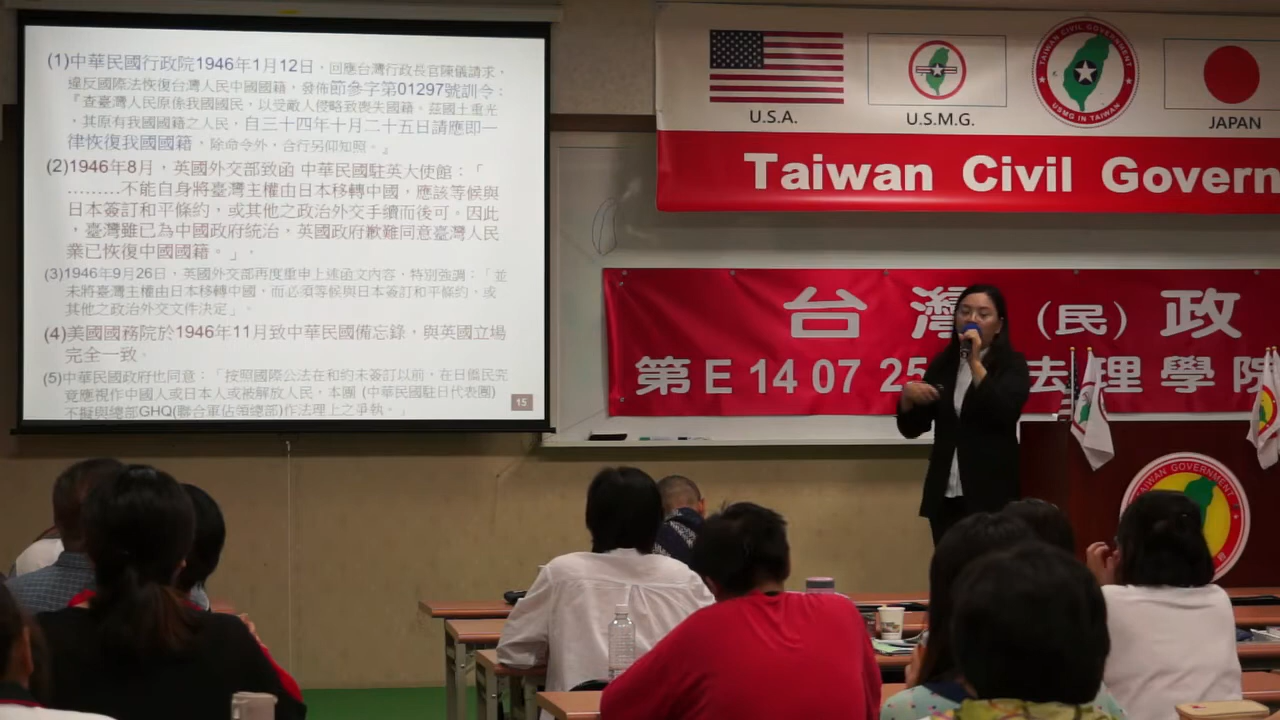 (1)中華民國行政院1946年1月12日，回應台灣行政長官陳儀請求，
違反國際法恢復台灣人民中國國籍，發佈節參字第01297號訓令：
『查臺灣人民原係我國國民，以受敵人侵略致喪失國籍。茲國土重光
，其原有我國國籍之人民，自三十四年十月二十五日請應即一
律恢復我國國籍，除命令外，合行另仰知照。』
(2)1946年8月，英國外交部致函 中華民國駐英大使館：「
………不能自身將臺灣主權由日本移轉中國，應該等候與
日本簽訂和平條約，或其他之政治外交手續而後可。因此
，臺灣雖已為中國政府統治，英國政府歉難同意臺灣人民
業已恢復中國國籍。」，
(3)1946年9月26日，英國外交部再度重申上述函文內容，特別強調：「並
未將臺灣主權由日本移轉中國，而必須等候與日本簽訂和平條約，或
其他之政治外交文件決定」。
(4)美國國務院於1946年11月致中華民國備忘錄，與英國立場
完全一致。
(5)中華民國政府也同意：「按照國際公法在和約未簽訂以前，在日僑民究
竟應視作中國人或日本人或被解放人民，本團 (中華民國駐日代表團)
不擬與總部GHQ(聯合軍佔領總部)作法理上之爭執。」
15
U.S.A.
U.S.M.G.
TAIWAN CIVIL GOVERNMENT
USMG IN TAIWAN
JAPAN
Taiwan Civil Govern
台灣(民)政
第E 14 07 25 法理學院
TAIWAN GOVERNMENT